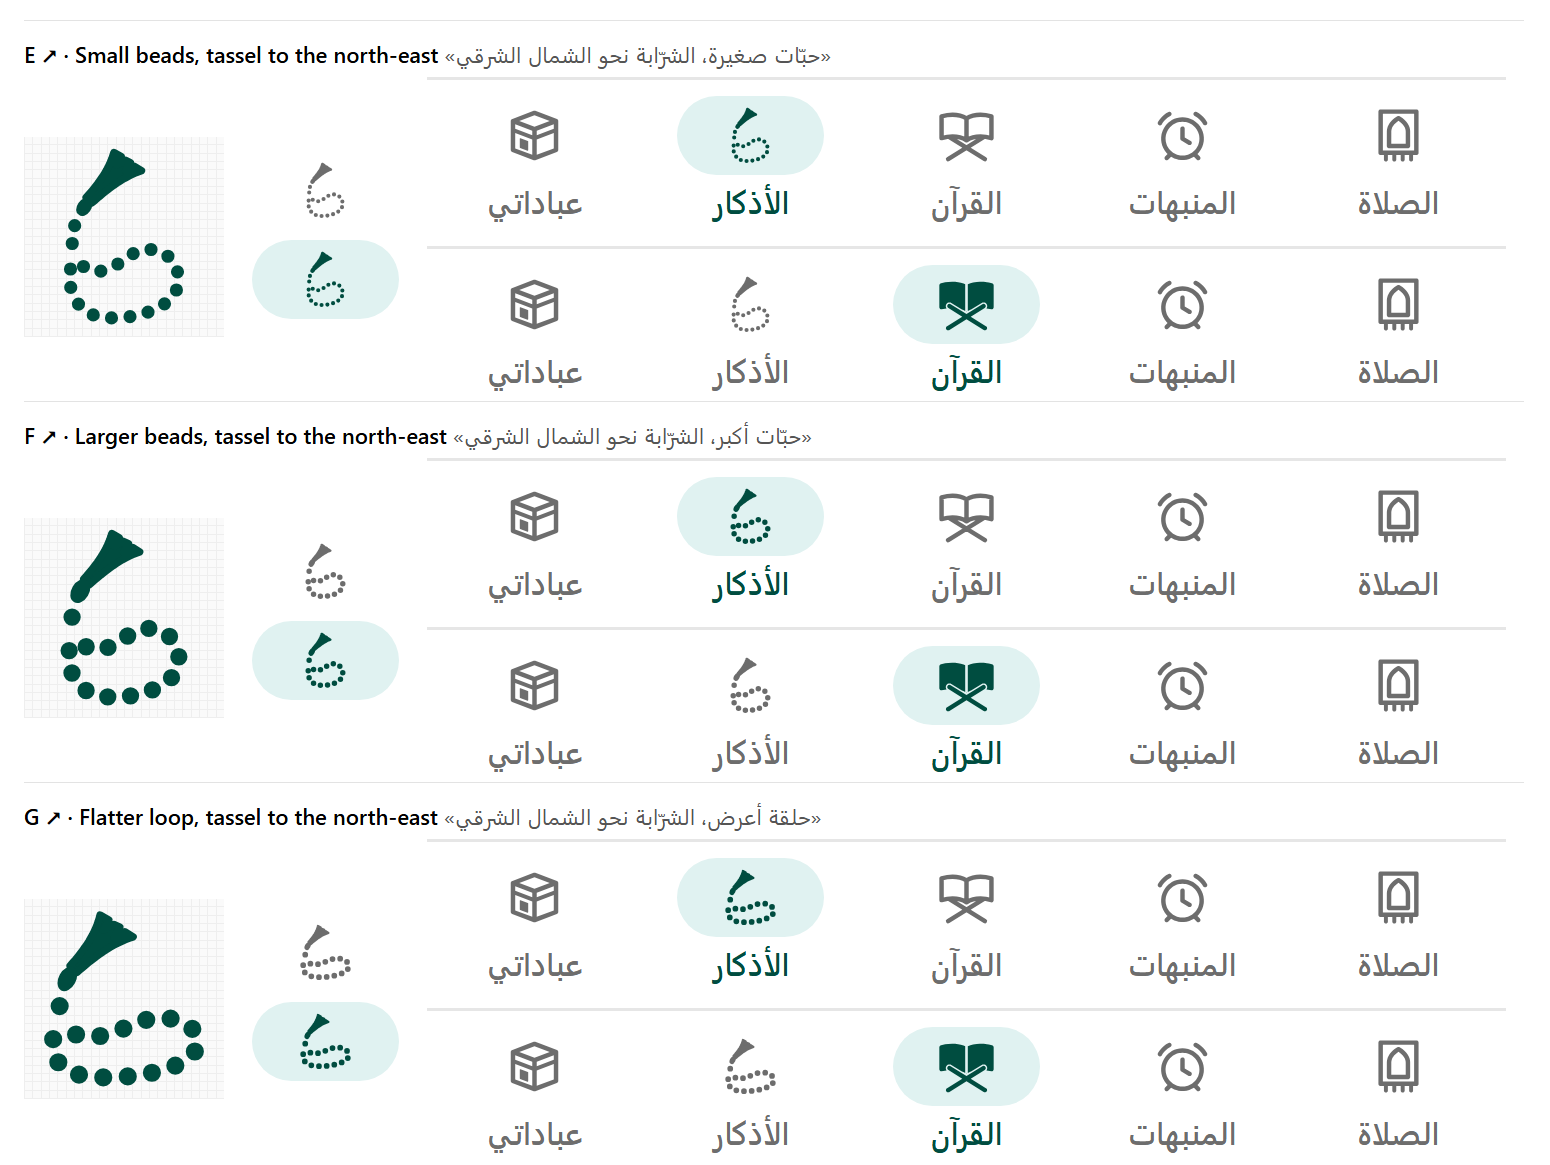 E ↗ · Small beads, tassel to the north-east «حبّات صغيرة، الشرّابة نحو الشمال الشرقي»
الصلاة المنبهات القرآن الأذكار عباداتي
الصلاة المنبهات القرآن الأذكار عباداتي
F ↗ · Larger beads, tassel to the north-east «حبّات أكبر، الشرّابة نحو الشمال الشرقي»
الصلاة المنبهات القرآن الأذكار عباداتي
الصلاة المنبهات القرآن الأذكار عباداتي
G ↗ · Flatter loop, tassel to the north-east «حلقة أعرض، الشرّابة نحو الشمال الشرقي»
الصلاة المنبهات القرآن الأذكار عباداتي
الصلاة المنبهات القرآن الأذكار عباداتي